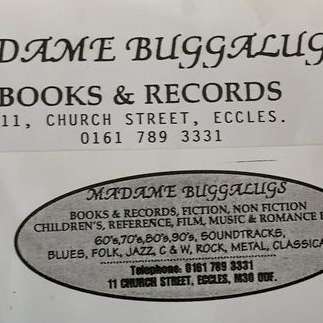 DAME BUGGALUG
BOOKS & RECORDS
11, CHURCH STREET, ECCLES.
0161 789 3331
MADAME BUGGALUGS
BOOKS & RECORDS, FICTION, NON FICTION
CHILDREN'S, REFERENCE, FILM, MUSIC & ROMANCE
60's,70's,80's,90's, SOUNDTRACKS,
BLUES, FOLK, JAZZ, C & W, ROCK, METAL, CLASSICA
Telephone: 0161 789 3331
11 CHURCH STREET, ECCLES, M30 0DF.